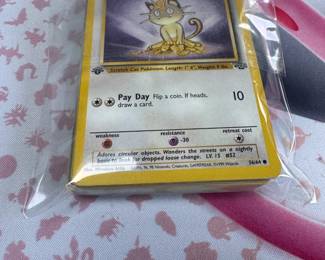 Scratch Cat Pokémon. Length: 1' 4", Weight: 9 lbs.
Pay Day Flip a coin. If heads, 10
draw a card.
weakness resistance retreat cost
-30
Adores circular objects. Wanders the streets on a nightly
basis to look for dropped loose change. LV. 15 #52
56/64